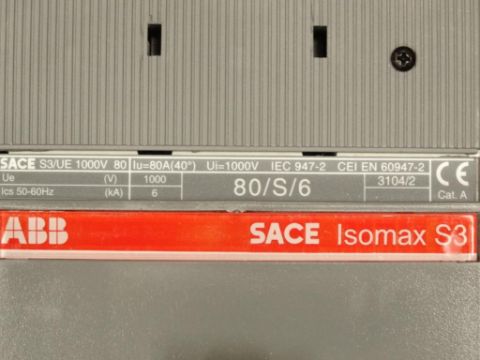 SACE S3/UE 1000V 80 Iu=80A(40°) Ui=1000V IEC 947-2 CEI EN 60947-2
Ue (V) 1000 80/S/6 3104/2 CE
Ics 50-60Hz (kA) 6 Cat. A
ABB SACE Isomax S3